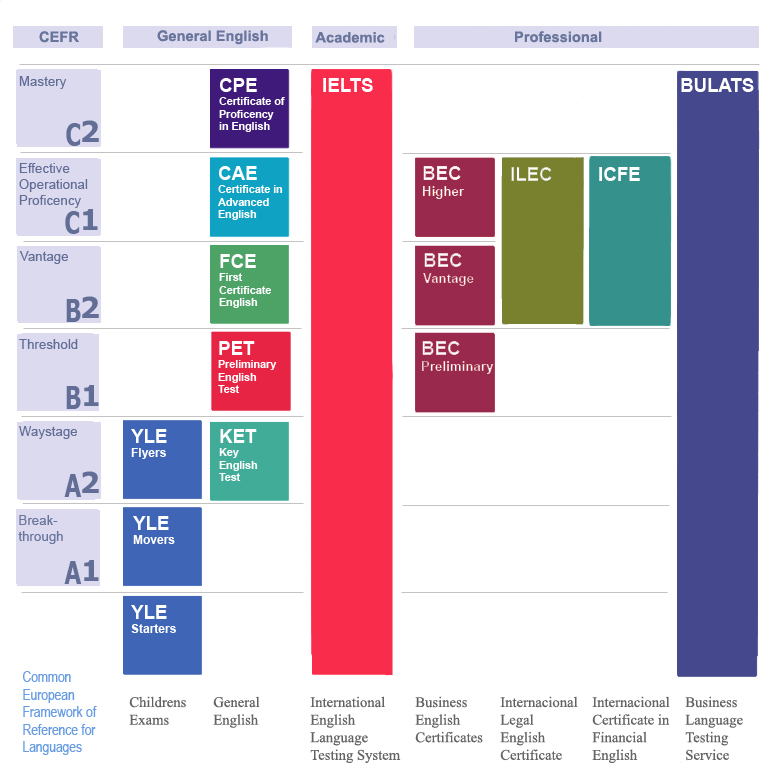 CEFR
General English
Academic
Professional
Mastery
C2
CPE
Certificate of
Proficency
in English
IELTS
BULATS
Effective
Operational
Proficency
C1
CAE
Certificate in
Advanced
English
BEC
Higher
ILEC
ICFE
Vantage
B2
FCE
First
Certificate
English
BEC
Vantage
Threshold
B1
PET
Preliminary
English
Test
BEC
Preliminary
Waystage
A2
YLE
Flyers
KET
Key
English
Test
Break-
through
A1
YLE
Movers
YLE
Starters
Common
European
Framework of
Reference for
Languages
Childrens
Exams
General
English
International
English
Language
Testing System
Business
English
Certificates
Internacional
Legal
English
Certificate
Internacional
Certificate in
Financial
English
Business
Language
Testing
Service